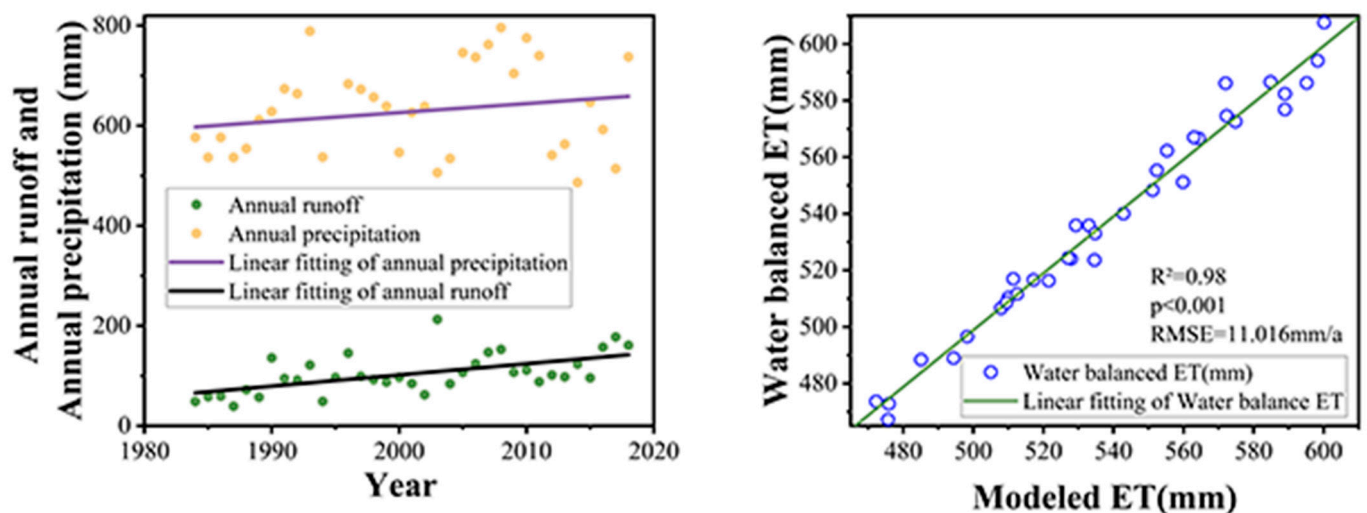 Annual runoff and
Annual precipitation (mm)
800
600
400
200
0
Annual runoff
Annual precipitation
Linear fitting of annual precipitation
Linear fitting of annual runoff
1980 1990 2000 2010 2020
Year
Water balanced ET(mm)
600
580
560
540
520
500
480
R²=0.98
p<0.001
RMSE=11.016mm/a
Water balanced ET(mm)
Linear fitting of Water balance ET
480 500 520 540 560 580 600
Modeled ET(mm)